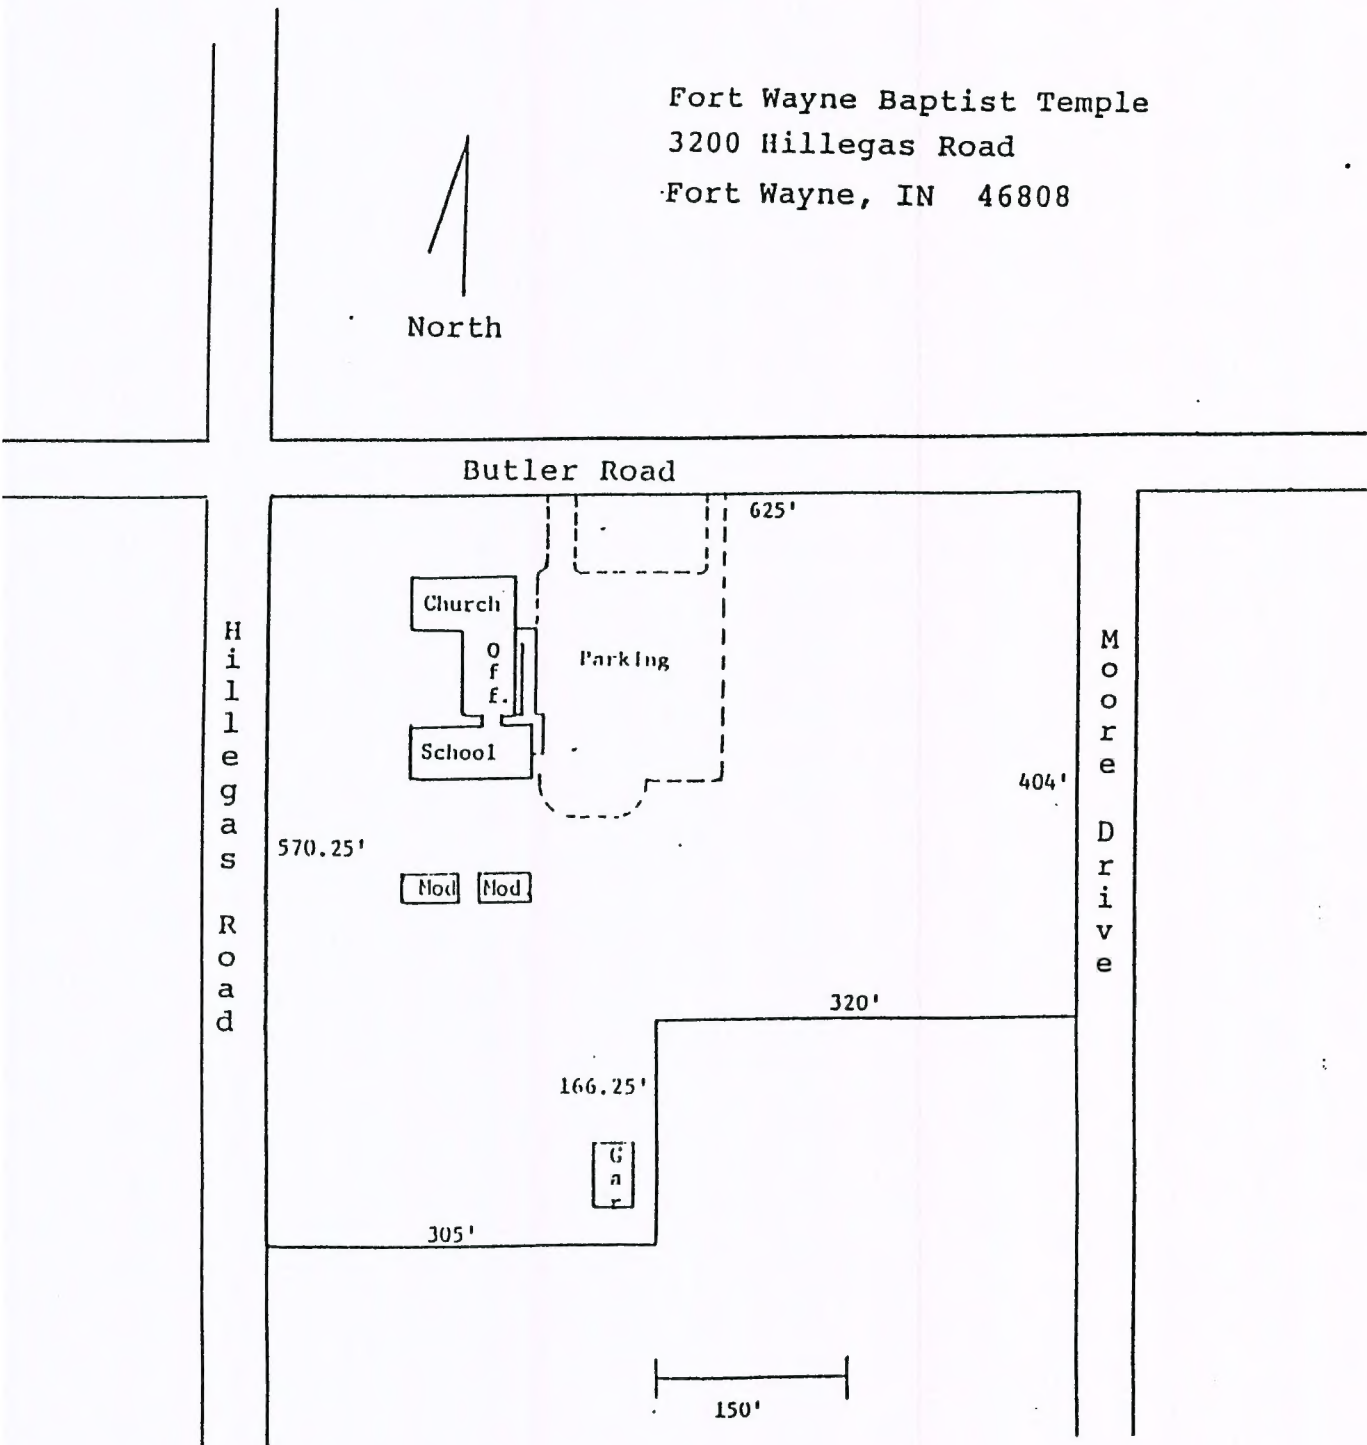 Fort Wayne Baptist Temple
3200 Hillegas Road
Fort Wayne, IN 46808
North
Butler Road
625'
Church
Off.
Parking
School
Hillegas Road
Moore Drive
404'
570.25'
Mod
Mod
320'
166.25'
Gar
305'
150'